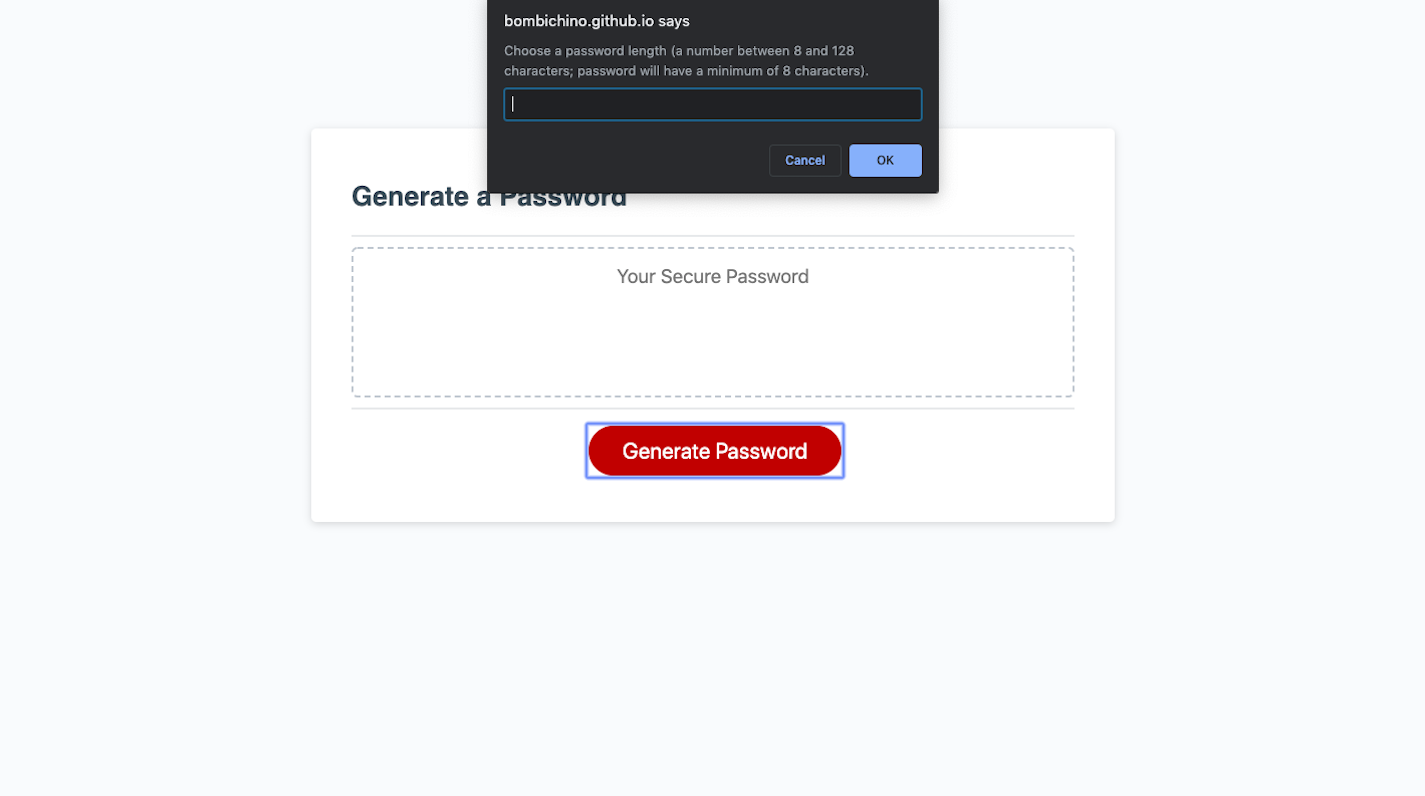 bombichino.github.io says
Choose a password length (a number between 8 and 128
characters; password will have a minimum of 8 characters).
Cancel
OK
Generate a Password
Your Secure Password
Generate Password